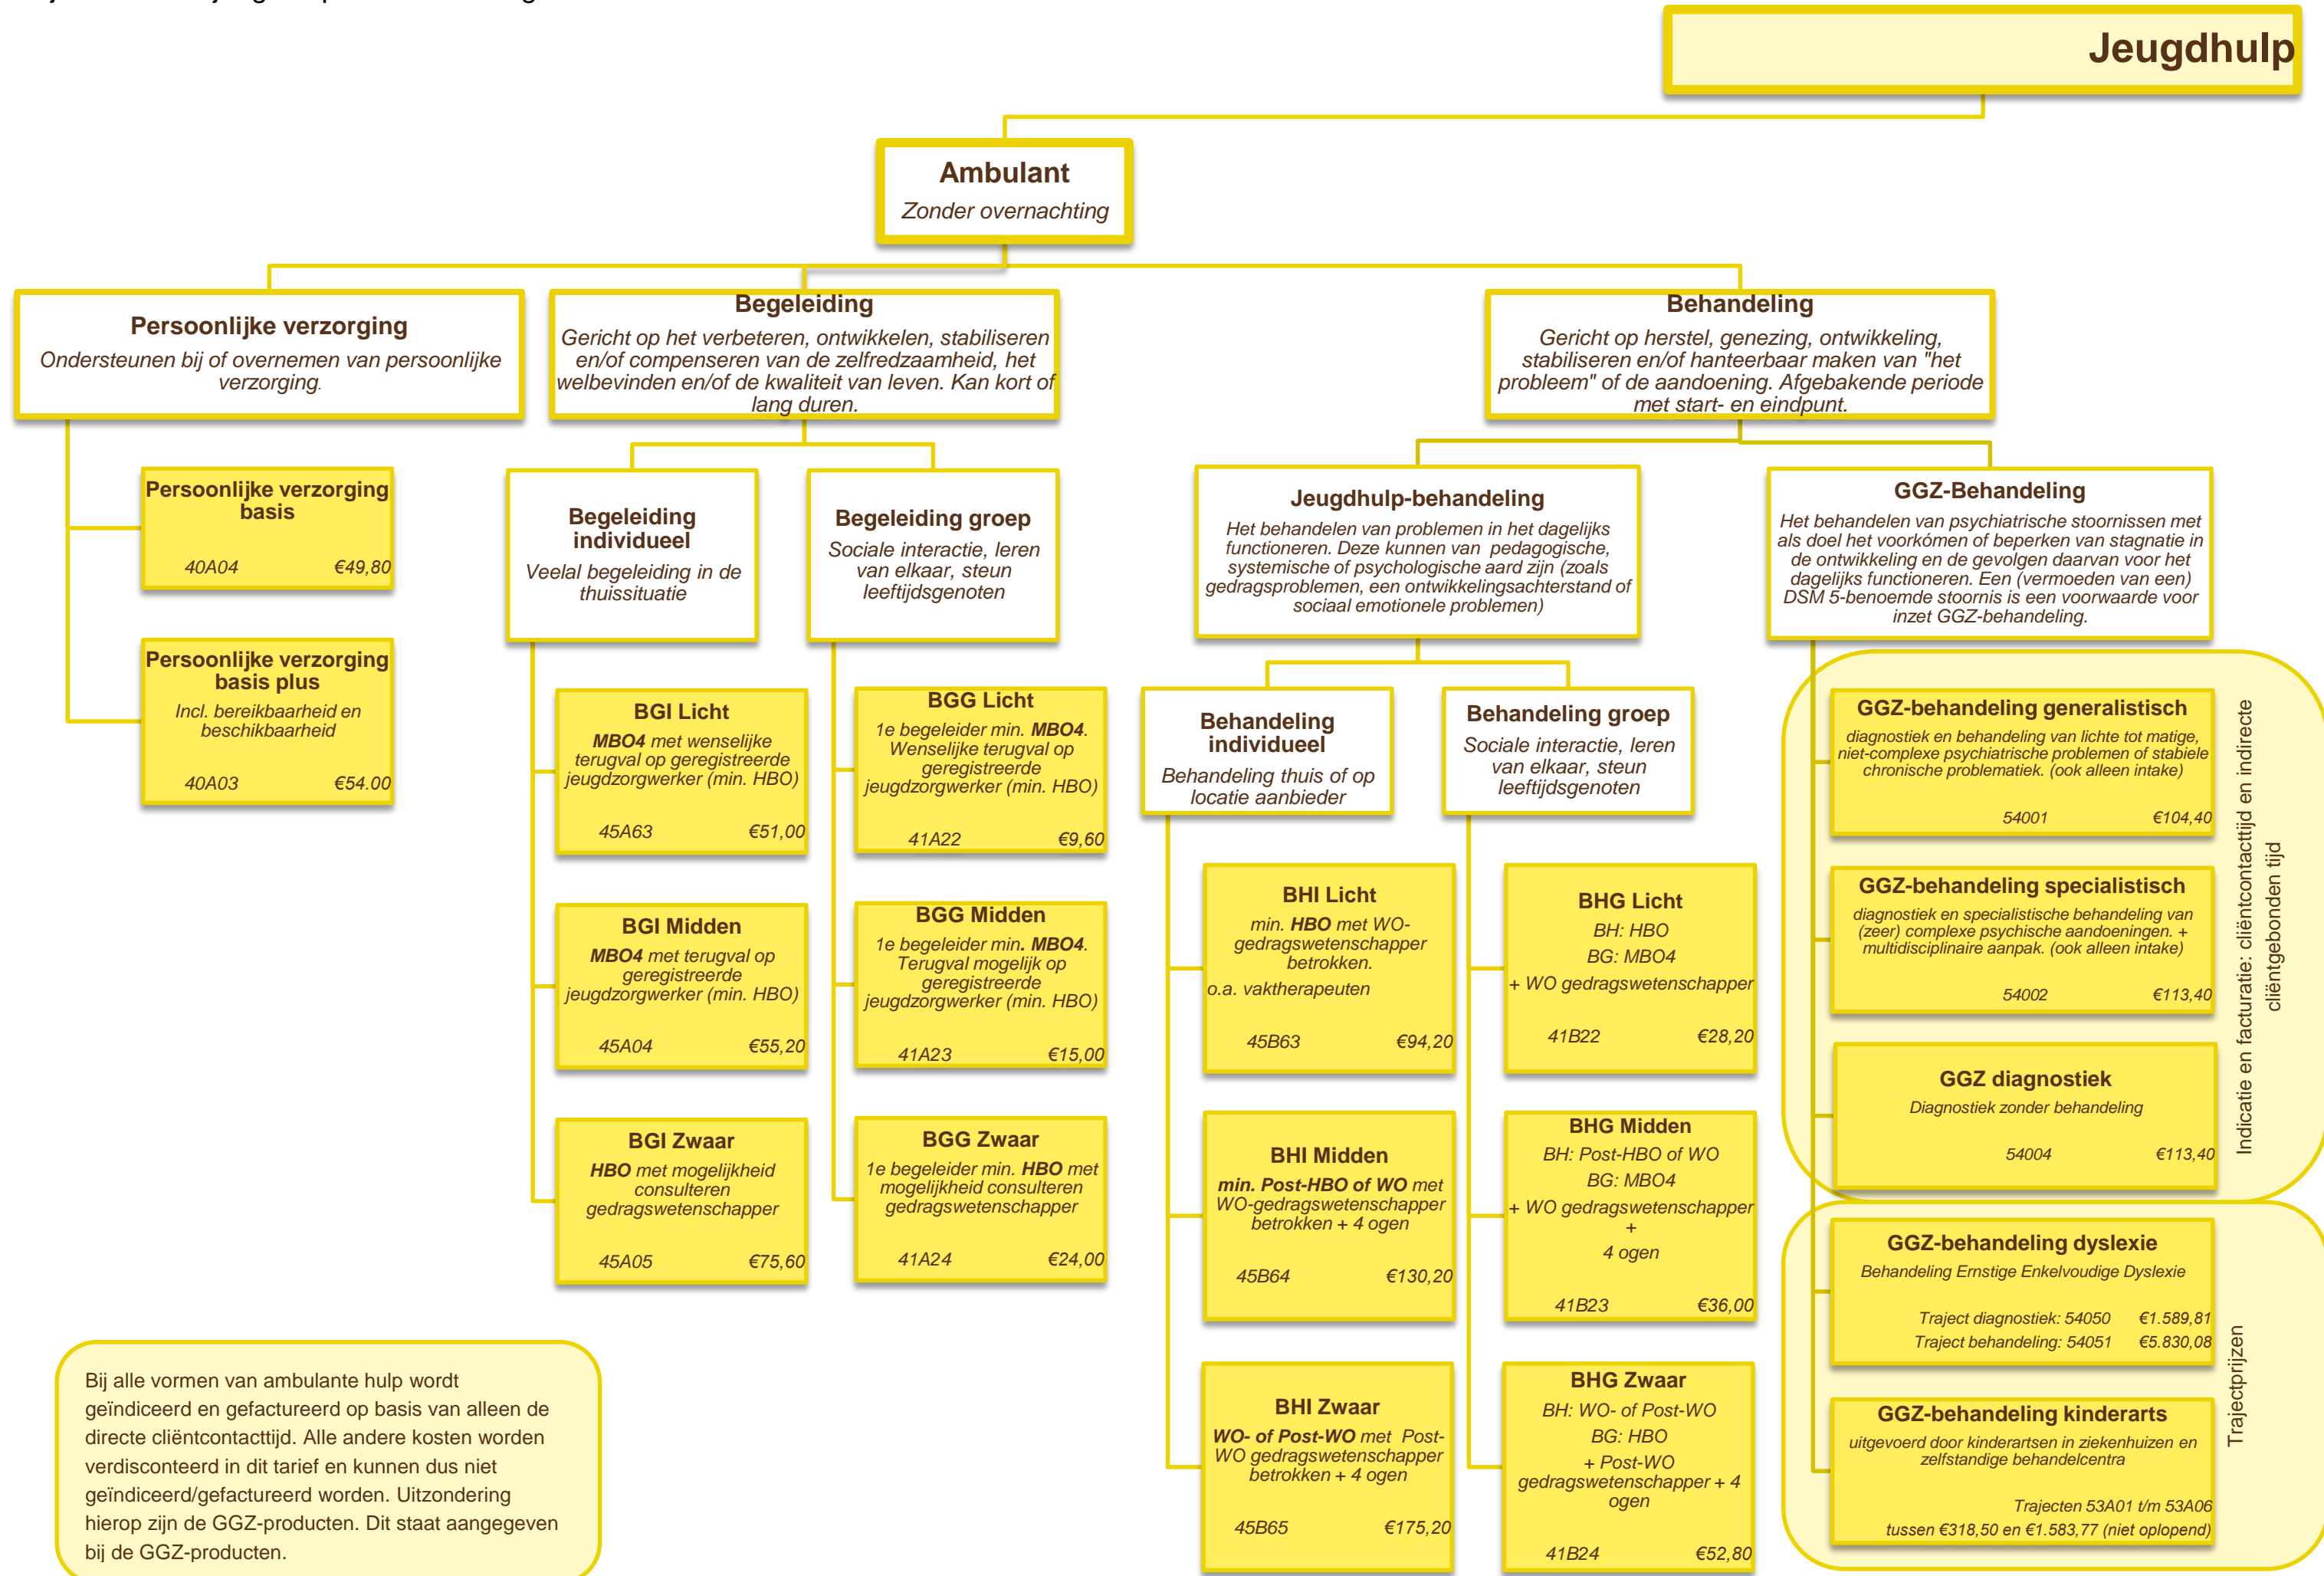 Jeugdhulp
Ambulant
Zonder overnachting
Persoonlijke verzorging
Ondersteunen bij of overnemen van persoonlijke
verzorging.
Begeleiding
Gericht op het verbeteren, ontwikkelen, stabiliseren
en/of compenseren van de zelfredzaamheid, het
welbevinden en/of de kwaliteit van leven. Kan kort of
lang duren.
Behandeling
Gericht op herstel, genezing, ontwikkeling,
stabiliseren en/of hanteerbaar maken van "het
probleem" of de aandoening. Afgebakende periode
met start- en eindpunt.
Persoonlijke verzorging
basis
40A04 €49,80
Persoonlijke verzorging
basis plus
Incl. bereikbaarheid en
beschikbaarheid
40A03 €54.00
Begeleiding
individueel
Veelal begeleiding in de
thuissituatie
BGI Licht
MBO4 met wenselijke
terugval op geregistreerde
jeugdzorgwerker (min. HBO)
45A63 €51,00
BGI Midden
MBO4 met terugval op
geregistreerde
jeugdzorgwerker (min. HBO)
45A04 €55,20
BGI Zwaar
HBO met mogelijkheid
consulteren
gedragswetenschapper
45A05 €75,60
Begeleiding groep
Sociale interactie, leren
van elkaar, steun
leeftijdsgenoten
BGG Licht
1e begeleider min. MBO4.
Wenselijke terugval op
geregistreerde
jeugdzorgwerker (min. HBO)
41A22 €9,60
BGG Midden
1e begeleider min. MBO4.
Terugval mogelijk op
geregistreerde
jeugdzorgwerker (min. HBO)
41A23 €15,00
BGG Zwaar
1e begeleider min. HBO met
mogelijkheid consulteren
gedragswetenschapper
41A24 €24,00
Jeugdhulp-behandeling
Het behandelen van problemen in het dagelijks
functioneren. Deze kunnen van pedagogische,
systemische of psychologische aard zijn (zoals
gedragsproblemen, een ontwikkelingsachterstand of
sociaal emotionele problemen)
Behandeling
individueel
Behandeling thuis of op
locatie aanbieder
BHI Licht
min. HBO met WO-
gedragswetenschapper
betrokken.
o.a. vaktherapeuten
45B63 €94,20
BHI Midden
min. Post-HBO of WO met
WO-gedragswetenschapper
betrokken + 4 ogen
45B64 €130,20
BHI Zwaar
WO- of Post-WO met Post-
WO gedragswetenschapper
betrokken + 4 ogen
45B65 €175,20
Behandeling groep
Sociale interactie, leren
van elkaar, steun
leeftijdsgenoten
BHG Licht
BH: HBO
BG: MBO4
+ WO gedragswetenschapper
41B22 €28,20
BHG Midden
BH: Post-HBO of WO
BG: MBO4
+ WO gedragswetenschapper
+
4 ogen
41B23 €36,00
BHG Zwaar
BH: WO- of Post-WO
BG: HBO
+ Post-WO
gedragswetenschapper + 4
ogen
41B24 €52,80
GGZ-Behandeling
Het behandelen van psychiatrische stoornissen met
als doel het voorkómen of beperken van stagnatie in
de ontwikkeling en de gevolgen daarvan voor het
dagelijks functioneren. Een (vermoeden van een)
DSM 5-benoemde stoornis is een voorwaarde voor
inzet GGZ-behandeling.
GGZ-behandeling generalistisch
diagnostiek en behandeling van lichte tot matige,
niet-complexe psychiatrische problemen of stabiele
chronische problematiek. (ook alleen intake)
54001 €104,40
GGZ-behandeling specialistisch
diagnostiek en specialistische behandeling van
(zeer) complexe psychische aandoeningen. +
multidisciplinaire aanpak. (ook alleen intake)
54002 €113,40
GGZ diagnostiek
Diagnostiek zonder behandeling
54004 €113,40
Indicatie en facturatie: cliëntcontacttijd en indirecte
cliëntgebonden tijd
GGZ-behandeling dyslexie
Behandeling Ernstige Enkelvoudige Dyslexie
Traject diagnostiek: 54050 €1.589,81
Traject behandeling: 54051 €5.830,08
GGZ-behandeling kinderarts
uitgevoerd door kinderartsen in ziekenhuizen en
zelfstandige behandelcentra
Trajecten 53A01 t/m 53A06
tussen €318,50 en €1.583,77 (niet oplopend)
Trajectprijzen
Bij alle vormen van ambulante hulp wordt
geïndiceerd en gefactureerd op basis van alleen de
directe cliëntcontacttijd. Alle andere kosten worden
verdisconteerd in dit tarief en kunnen dus niet
geïndiceerd/gefactureerd worden. Uitzondering
hierop zijn de GGZ-producten. Dit staat aangegeven
bij de GGZ-producten.